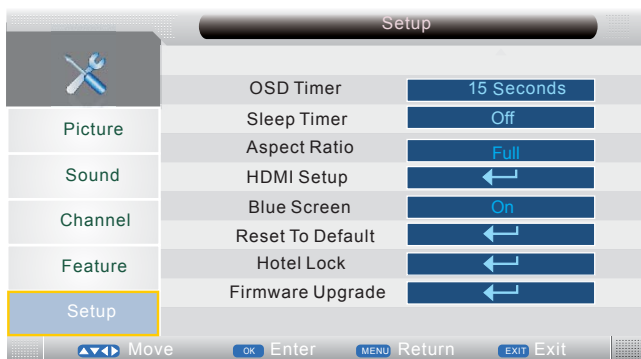 Setup
OSD Timer 15 Seconds
Sleep Timer Off
Aspect Ratio Full
HDMI Setup
Blue Screen On
Reset To Default
Hotel Lock
Firmware Upgrade
Picture
Sound
Channel
Feature
Setup
Move OK Enter MENU Return EXIT Exit